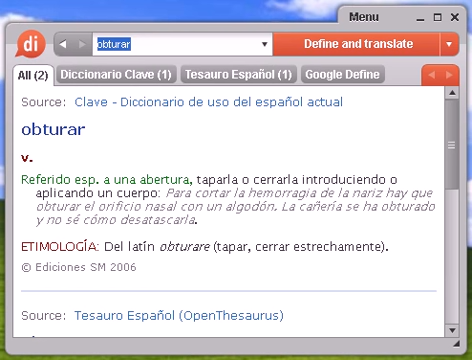 Menu
di
obturar
Define and translate
All (2)
Diccionario Clave (1)
Tesauro Español (1)
Google Define
Source: Clave - Diccionario de uso del español actual
obturar
v.
Referido esp. a una abertura, taparla o cerrarla introduciendo o
aplicando un cuerpo: Para cortar la hemorragia de la nariz hay que
obturar el orificio nasal con un algodón. La cañería se ha obturado
y no sé cómo desatascarla.
ETIMOLOGÍA: Del latín obturare (tapar, cerrar estrechamente).
© Ediciones SM 2006
Source: Tesauro Español (OpenThesaurus)